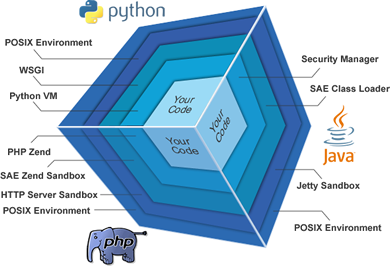 python
POSIX Environment
WSGI
Python VM
Your
Code
Security Manager
SAE Class Loader
Your
Code
Java
Your
Code
PHP Zend
SAE Zend Sandbox
HTTP Server Sandbox
POSIX Environment
Jetty Sandbox
POSIX Environment
php